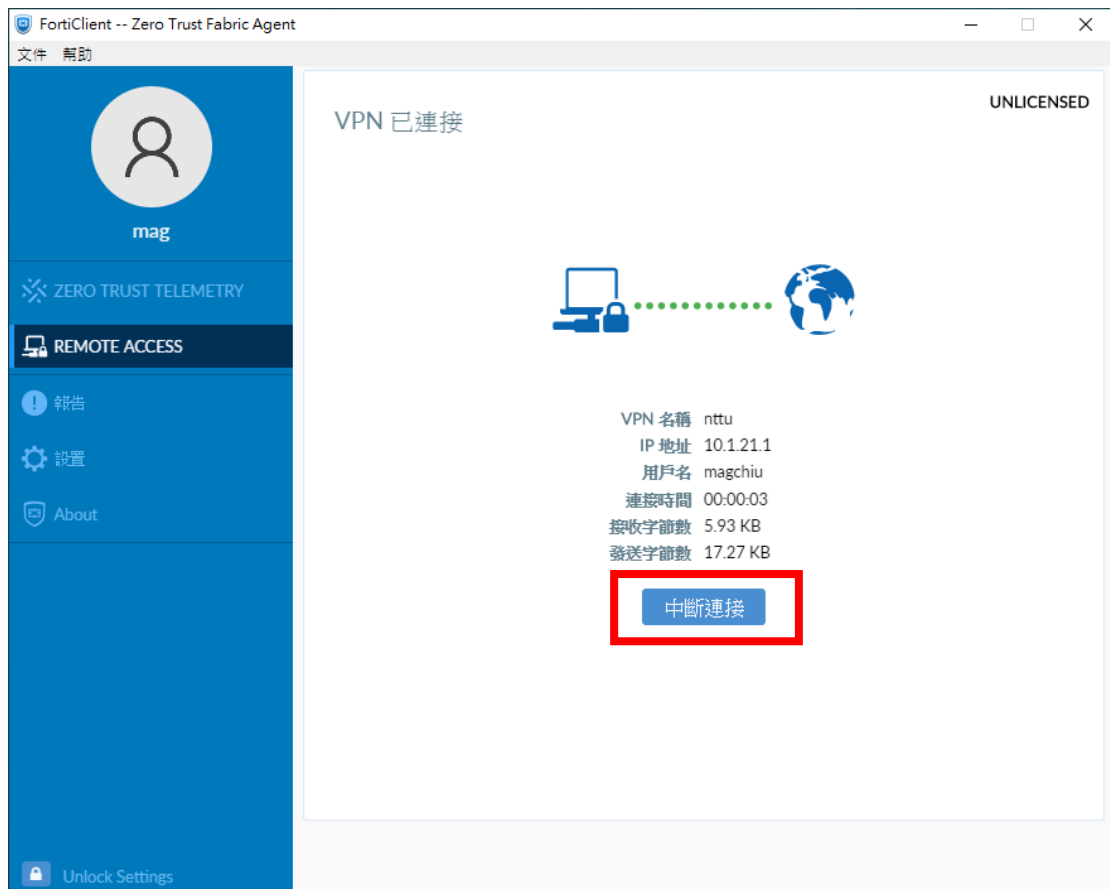 FortiClient -- Zero Trust Fabric Agent
文件 幫助
mag
ZERO TRUST TELEMETRY
REMOTE ACCESS
報告
設置
About
Unlock Settings
UNLICENSED
VPN 已連接
VPN 名稱 nttu
IP 地址 10.1.21.1
用戶名 magchiu
連接時間 00:00:03
接收字節數 5.93 KB
發送字節數 17.27 KB
中斷連接